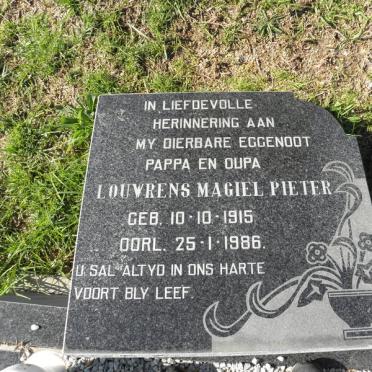 IN LIEFDEVOLLE
HERINNERING AAN
MY DIERBARE EGGENOOT
PAPPA EN OUPA
LOUWRENS MAGIEL PIETER
GEB. 10-10-1915
OORL. 25-1-1986.
U SAL ALTYD IN ONS HARTE
VOORT BLY LEEF.